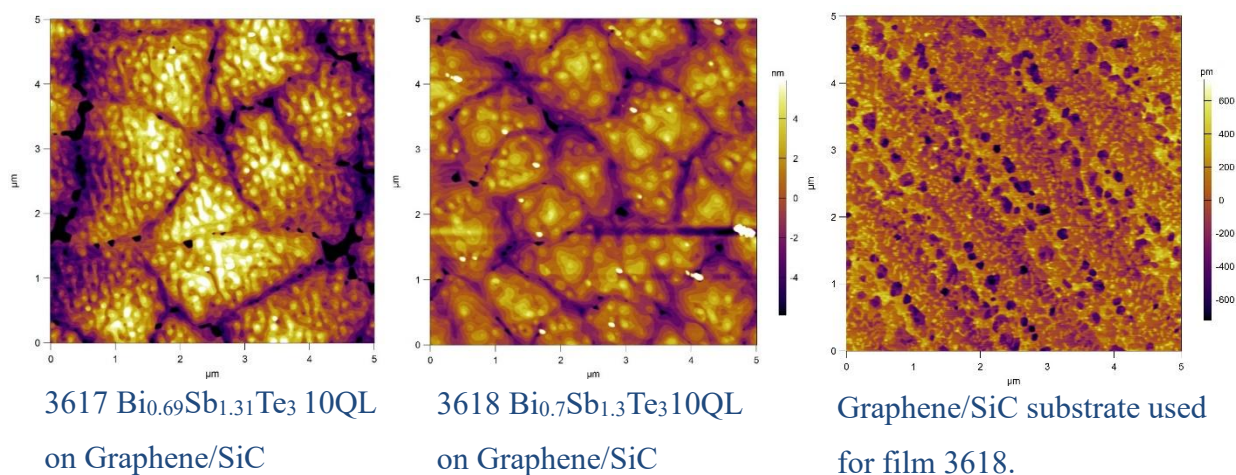 5
4
3
2
1
0
µm
0 1 2 3 4 5
µm
3617 Bi₀.₆₉Sb₁.₃₁Te₃ 10QL
on Graphene/SiC
5
4
3
2
1
0
µm
0 1 2 3 4 5
µm
nm
4
2
0
-2
-4
3618 Bi₀.₇Sb₁.₃Te₃10QL
on Graphene/SiC
5
4
3
2
1
0
µm
0 1 2 3 4 5
µm
pm
600
400
200
0
-200
-400
-600
Graphene/SiC substrate used
for film 3618.